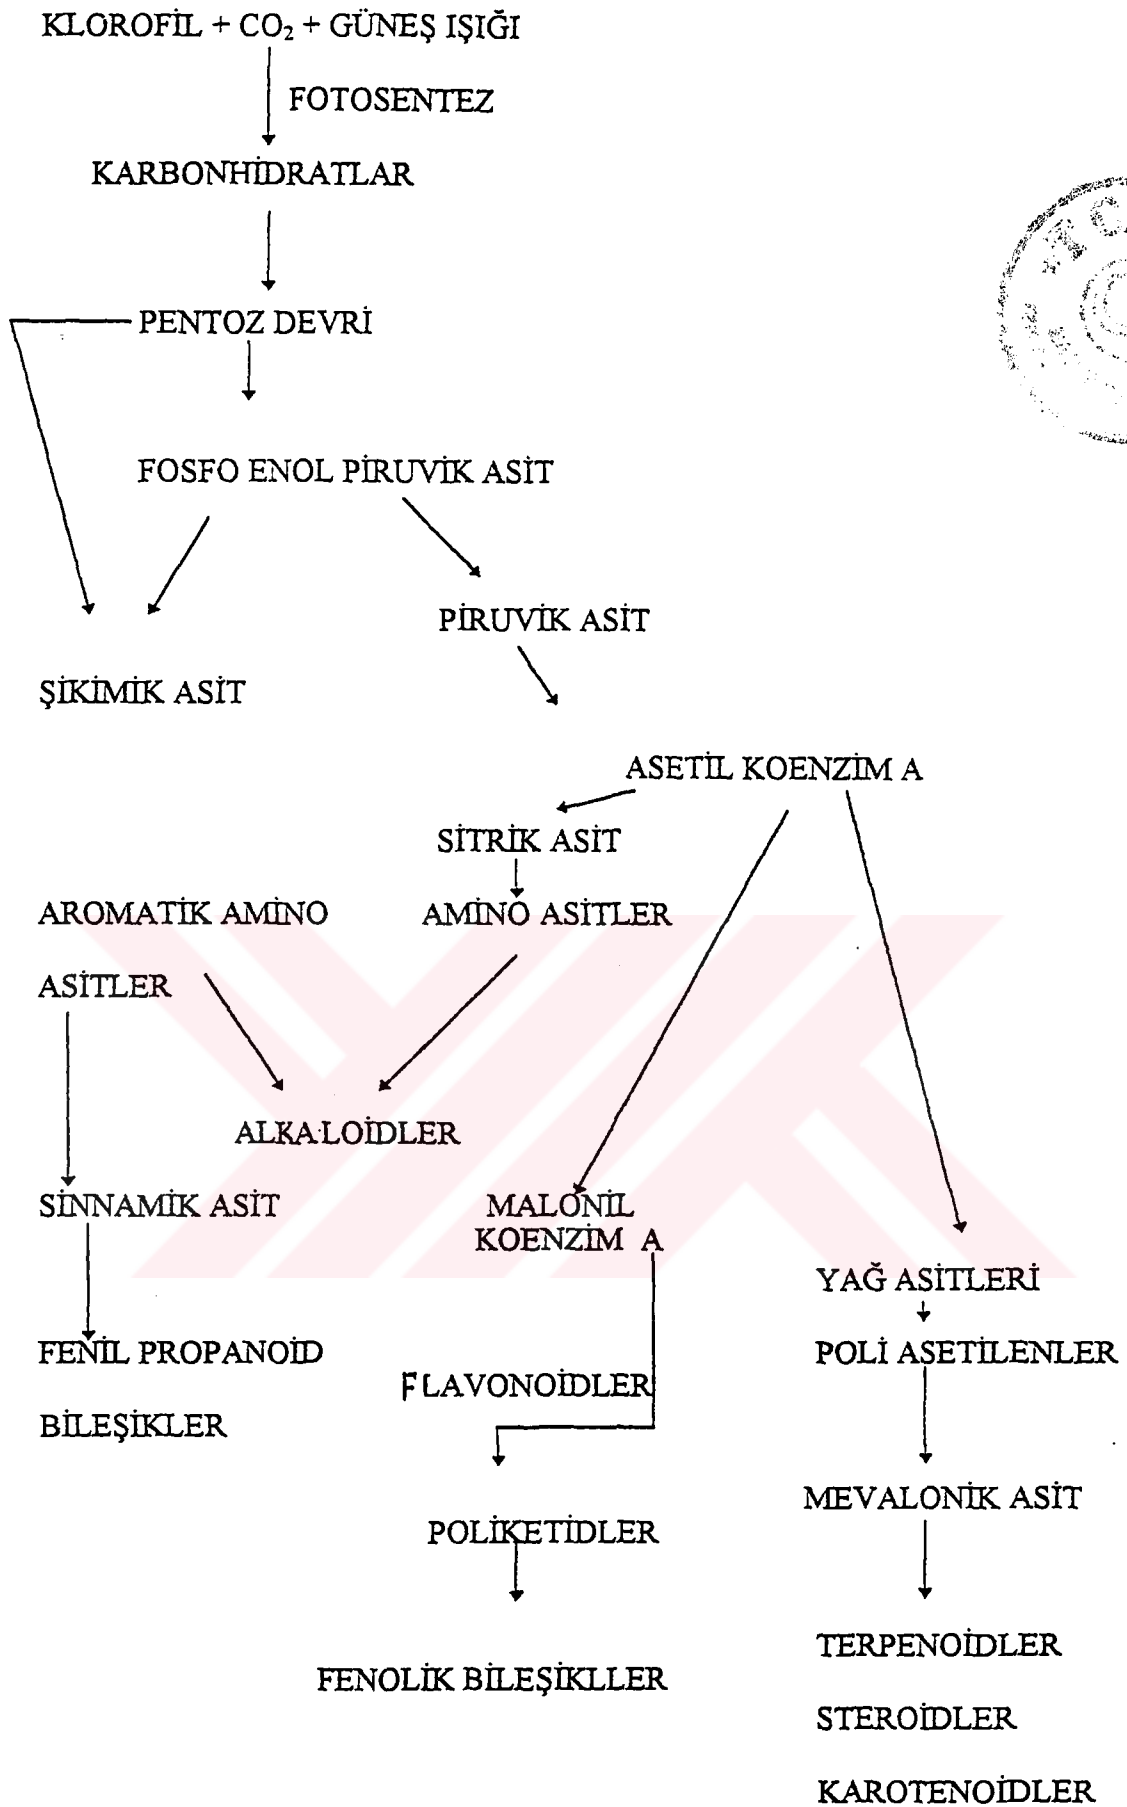 KLOROFİL + CO₂ + GÜNEŞ IŞIĞI
FOTOSENTEZ
KARBONHİDRATLAR
PENTOZ DEVRİ
FOSFO ENOL PİRUVİK ASİT
PİRUVİK ASİT
ŞİKİMİK ASİT
ASETİL KOENZİM A
SİTRİK ASİT
AROMATİK AMİNO
ASİTLER
AMİNO ASİTLER
ALKALOİDLER
SİNNAMİK ASİT
MALONİL
KOENZİM A
YAĞ ASİTLERİ
FENİL PROPANOİD
BİLEŞİKLER
POLİ ASETİLENLER
FLAVONOİDLER
MEVALONİK ASİT
POLİKETİDLER
TERPENOİDLER
FENOLİK BİLEŞİKLLER
STEROİDLER
KAROTENOİDLER